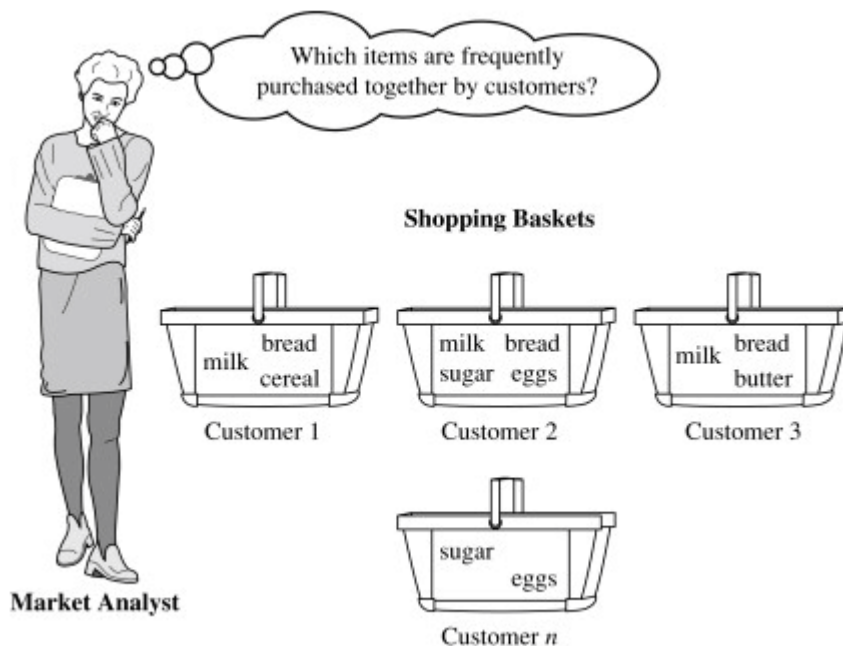 Which items are frequently
purchased together by customers?
Shopping Baskets
milk
bread
cereal
Customer 1
milk bread
sugar eggs
Customer 2
milk
bread
butter
Customer 3
sugar
eggs
Customer n
Market Analyst